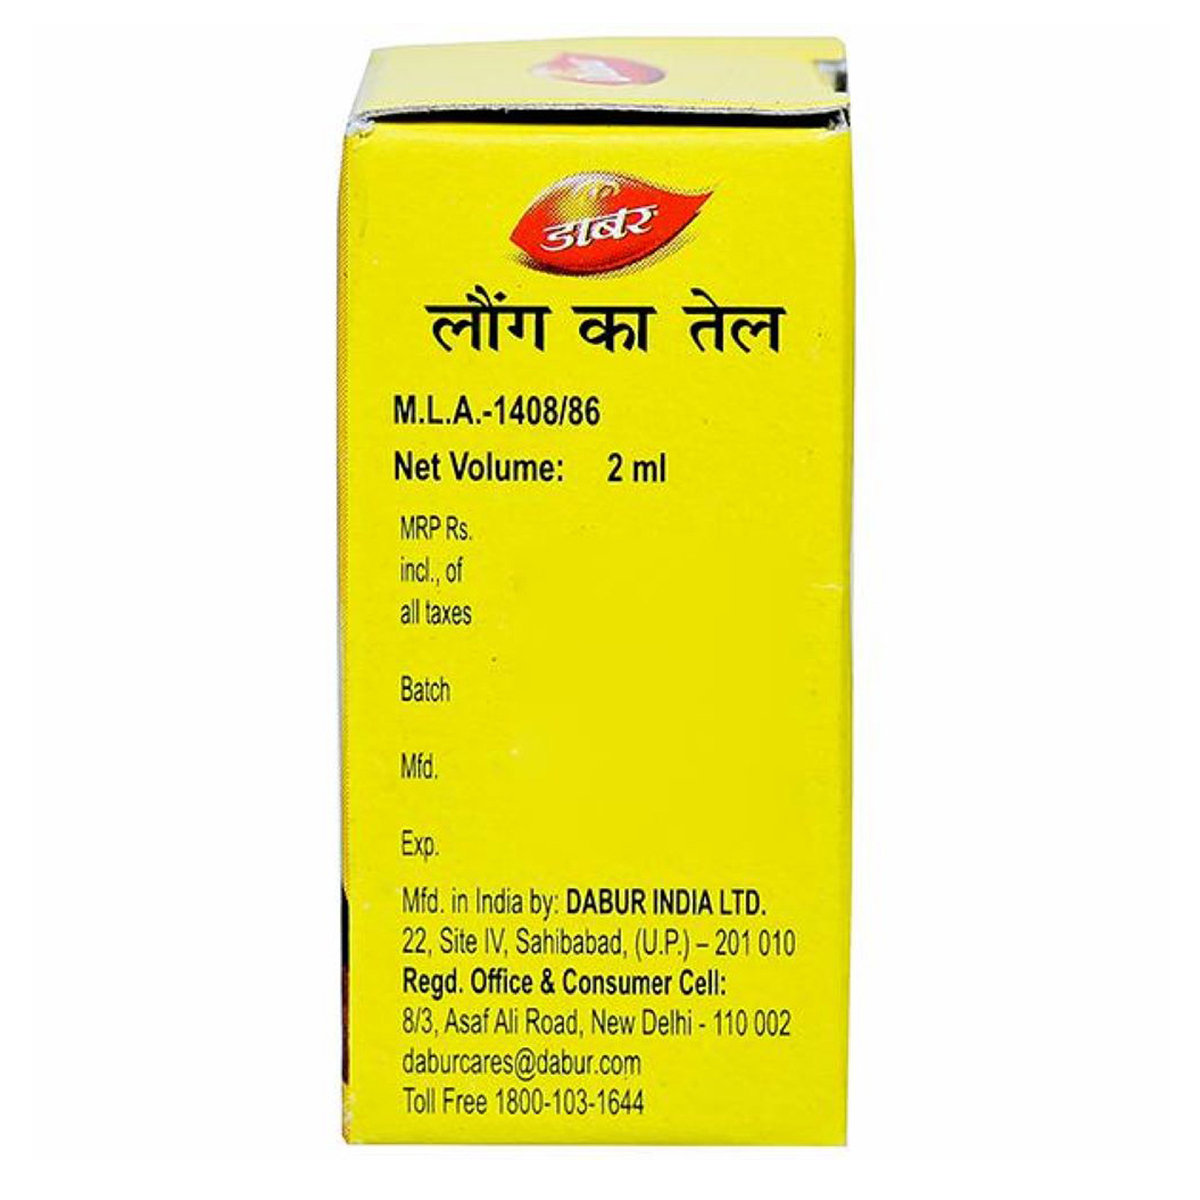 डाबर
लौंग का तेल
M.L.A.-1408/86
Net Volume: 2 ml
MRP Rs.
incl., of
all taxes
Batch
Mfd.
Exp.
Mfd. in India by: DABUR INDIA LTD.
22, Site IV, Sahibabad, (U.P.) – 201 010
Regd. Office & Consumer Cell:
8/3, Asaf Ali Road, New Delhi - 110 002
daburcares@dabur.com
Toll Free 1800-103-1644